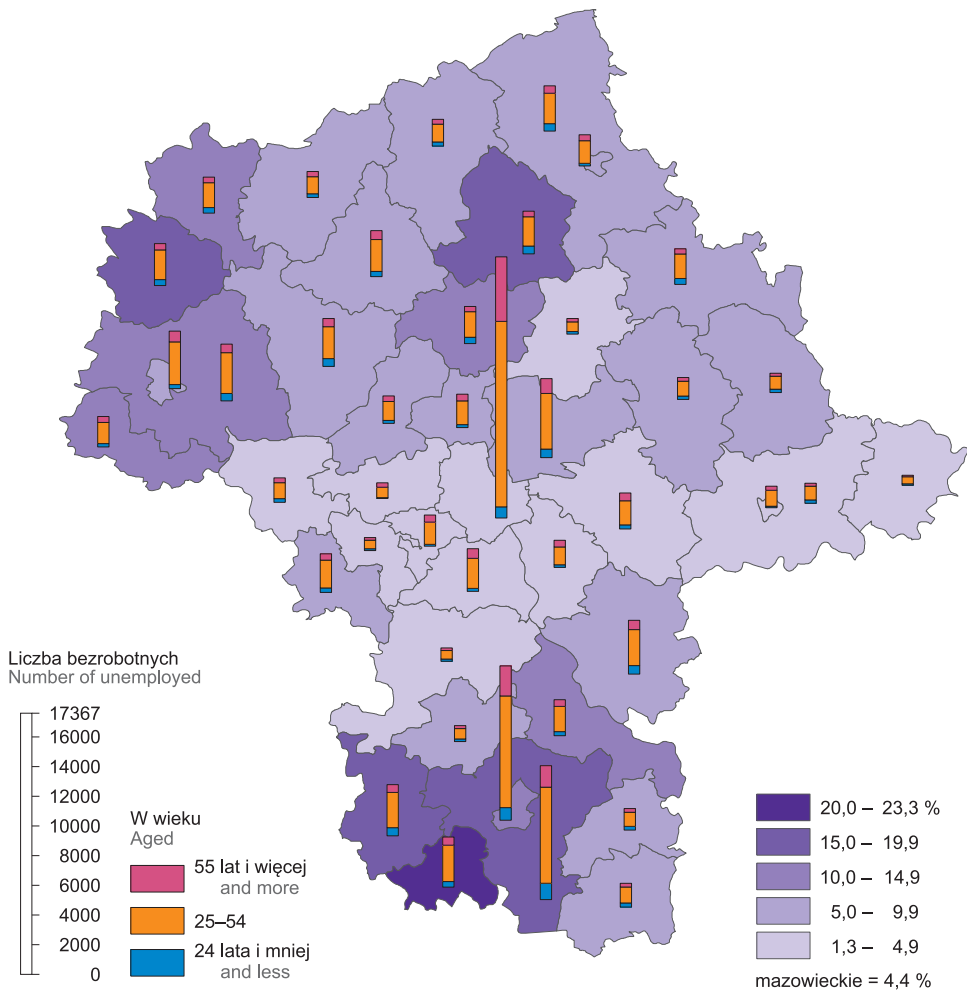 Liczba bezrobotnych
Number of unemployed
17367
16000
14000
12000
10000
8000
6000
4000
2000
0
W wieku
Aged
55 lat i więcej
and more
25–54
24 lata i mniej
and less
20,0 – 23,3 %
15,0 – 19,9
10,0 – 14,9
5,0 – 9,9
1,3 – 4,9
mazowieckie = 4,4 %